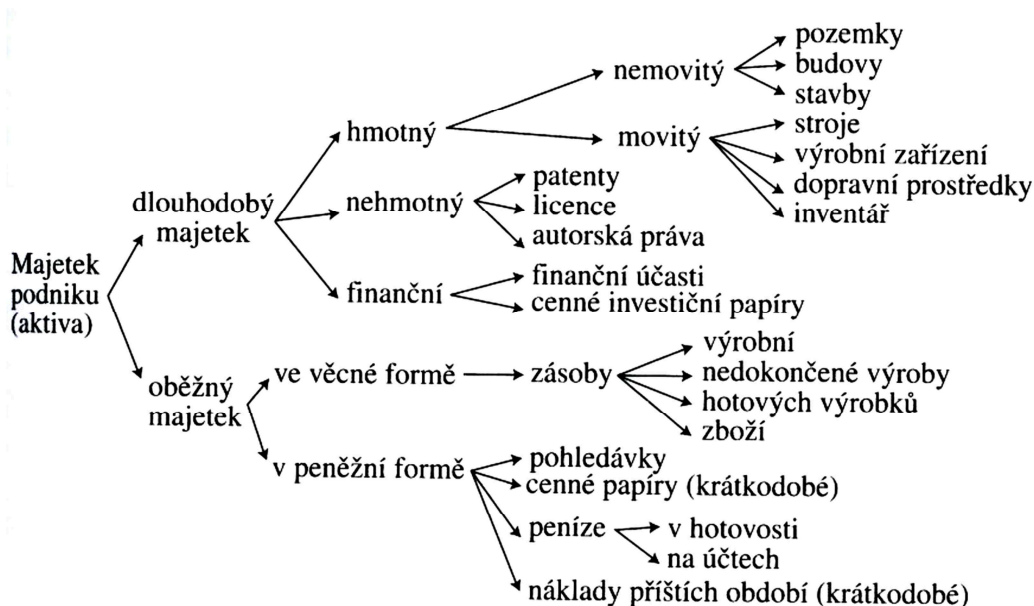 pozemky
nemovitý
budovy
stavby
hmotný
stroje
movitý
výrobní zařízení
patenty
dopravní prostředky
dlouhodobý
majetek
nehmotný
licence
inventář
autorská práva
Majetek
podniku
(aktiva)
finanční
finanční účasti
cenné investiční papíry
výrobní
oběžný
majetek
ve věcné formě
zásoby
nedokončené výroby
hotových výrobků
zboží
v peněžní formě
pohledávky
cenné papíry (krátkodobé)
peníze
v hotovosti
na účtech
náklady příštích období (krátkodobé)